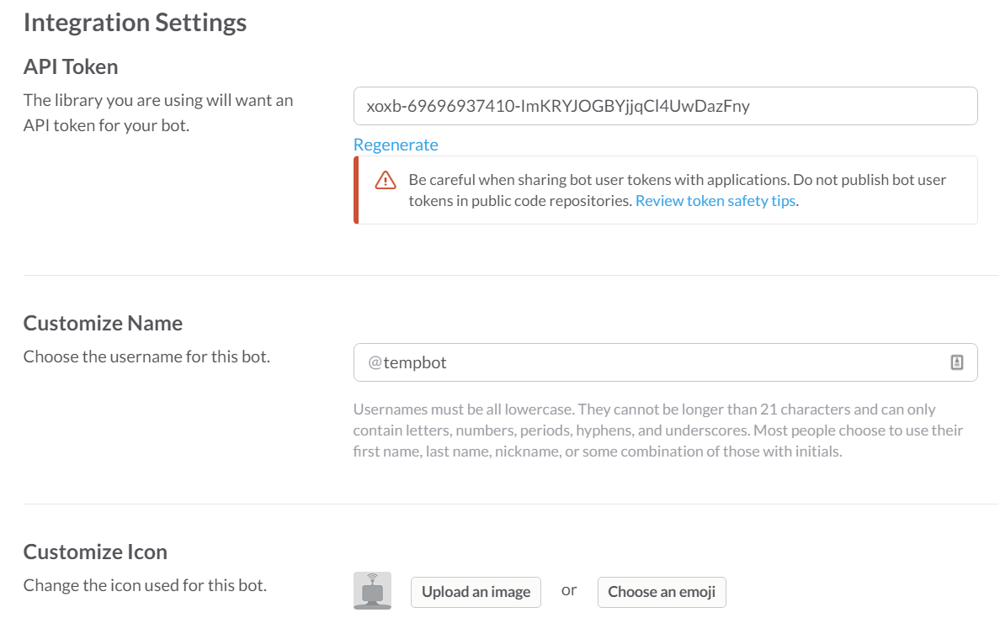 Integration Settings
API Token
The library you are using will want an
API token for your bot.
xoxb-69696937410-ImKRYJOGBYjjqCl4UwDazFny
Regenerate
Be careful when sharing bot user tokens with applications. Do not publish bot user
tokens in public code repositories. Review token safety tips.
Customize Name
Choose the username for this bot.
@tempbot
Usernames must be all lowercase. They cannot be longer than 21 characters and can only
contain letters, numbers, periods, hyphens, and underscores. Most people choose to use their
first name, last name, nickname, or some combination of those with initials.
Customize Icon
Change the icon used for this bot.
Upload an image or Choose an emoji